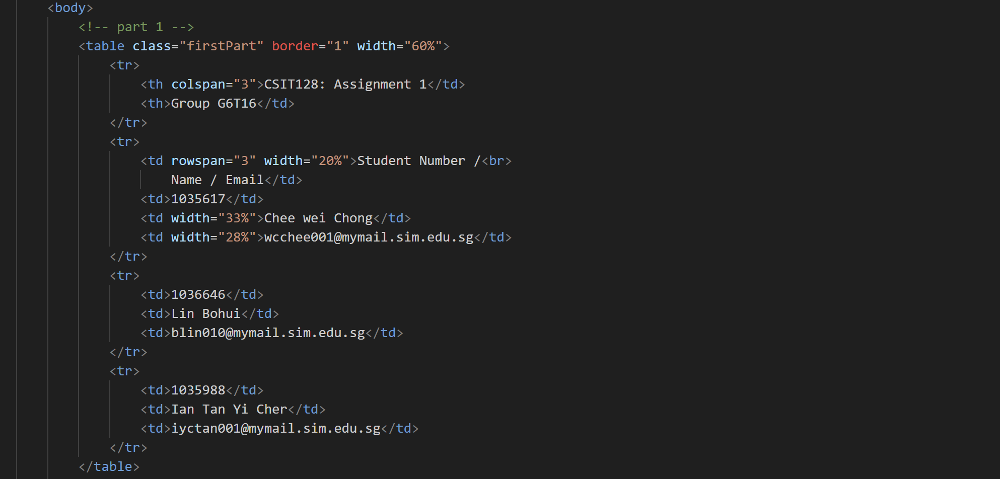 <body>
<!-- part 1 -->
<table class="firstPart" border="1" width="60%">
<tr>
<th colspan="3">CSIT128: Assignment 1</td>
<th>Group G6T16</td>
</tr>
<tr>
<td rowspan="3" width="20%">Student Number /<br>
Name / Email</td>
<td>1035617</td>
<td width="33%">Chee wei Chong</td>
<td width="28%">wcchee001@mymail.sim.edu.sg</td>
</tr>
<tr>
<td>1036646</td>
<td>Lin Bohui</td>
<td>blin010@mymail.sim.edu.sg</td>
</tr>
<tr>
<td>1035988</td>
<td>Ian Tan Yi Cher</td>
<td>iyctan001@mymail.sim.edu.sg</td>
</tr>
</table>